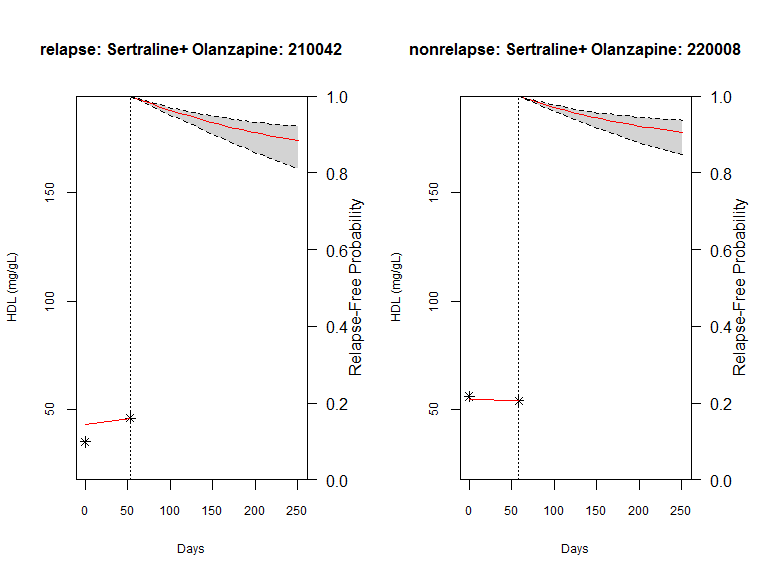 relapse: Sertraline+ Olanzapine: 210042
HDL (mg/gL)
50
100
150
0.0
0.2
0.4
0.6
0.8
1.0
Relapse-Free Probability
0 50 100 150 200 250
Days
nonrelapse: Sertraline+ Olanzapine: 220008
HDL (mg/gL)
50
100
150
0.0
0.2
0.4
0.6
0.8
1.0
Relapse-Free Probability
0 50 100 150 200 250
Days